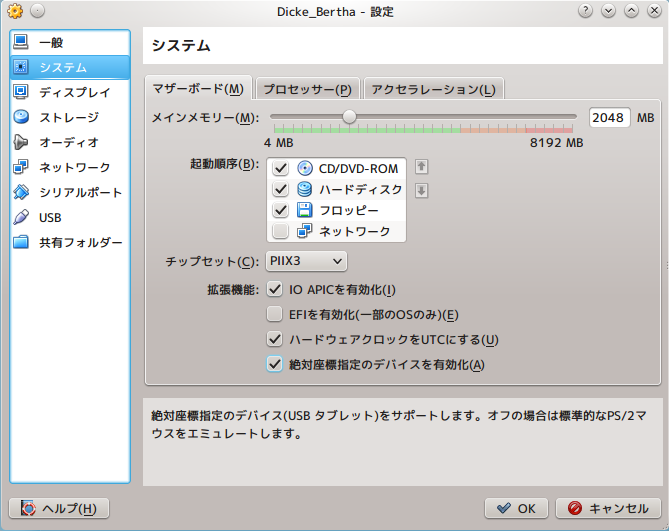 Dicke_Bertha - 設定
一般
システム
ディスプレイ
ストレージ
オーディオ
ネットワーク
シリアルポート
USB
共有フォルダー
システム
マザーボード(M) プロセッサー(P) アクセラレーション(L)
メインメモリー(M): 2048 MB
4 MB 8192 MB
起動順序(B): CD/DVD-ROM
ハードディスク
フロッピー
ネットワーク
チップセット(C): PIIX3
拡張機能: IO APICを有効化(I)
EFIを有効化(一部のOSのみ)(E)
ハードウェアクロックをUTCにする(U)
絶対座標指定のデバイスを有効化(A)
絶対座標指定のデバイス(USB タブレット)をサポートします。オフの場合は標準的なPS/2マ
ウスをエミュレートします。
ヘルプ(H) OK キャンセル